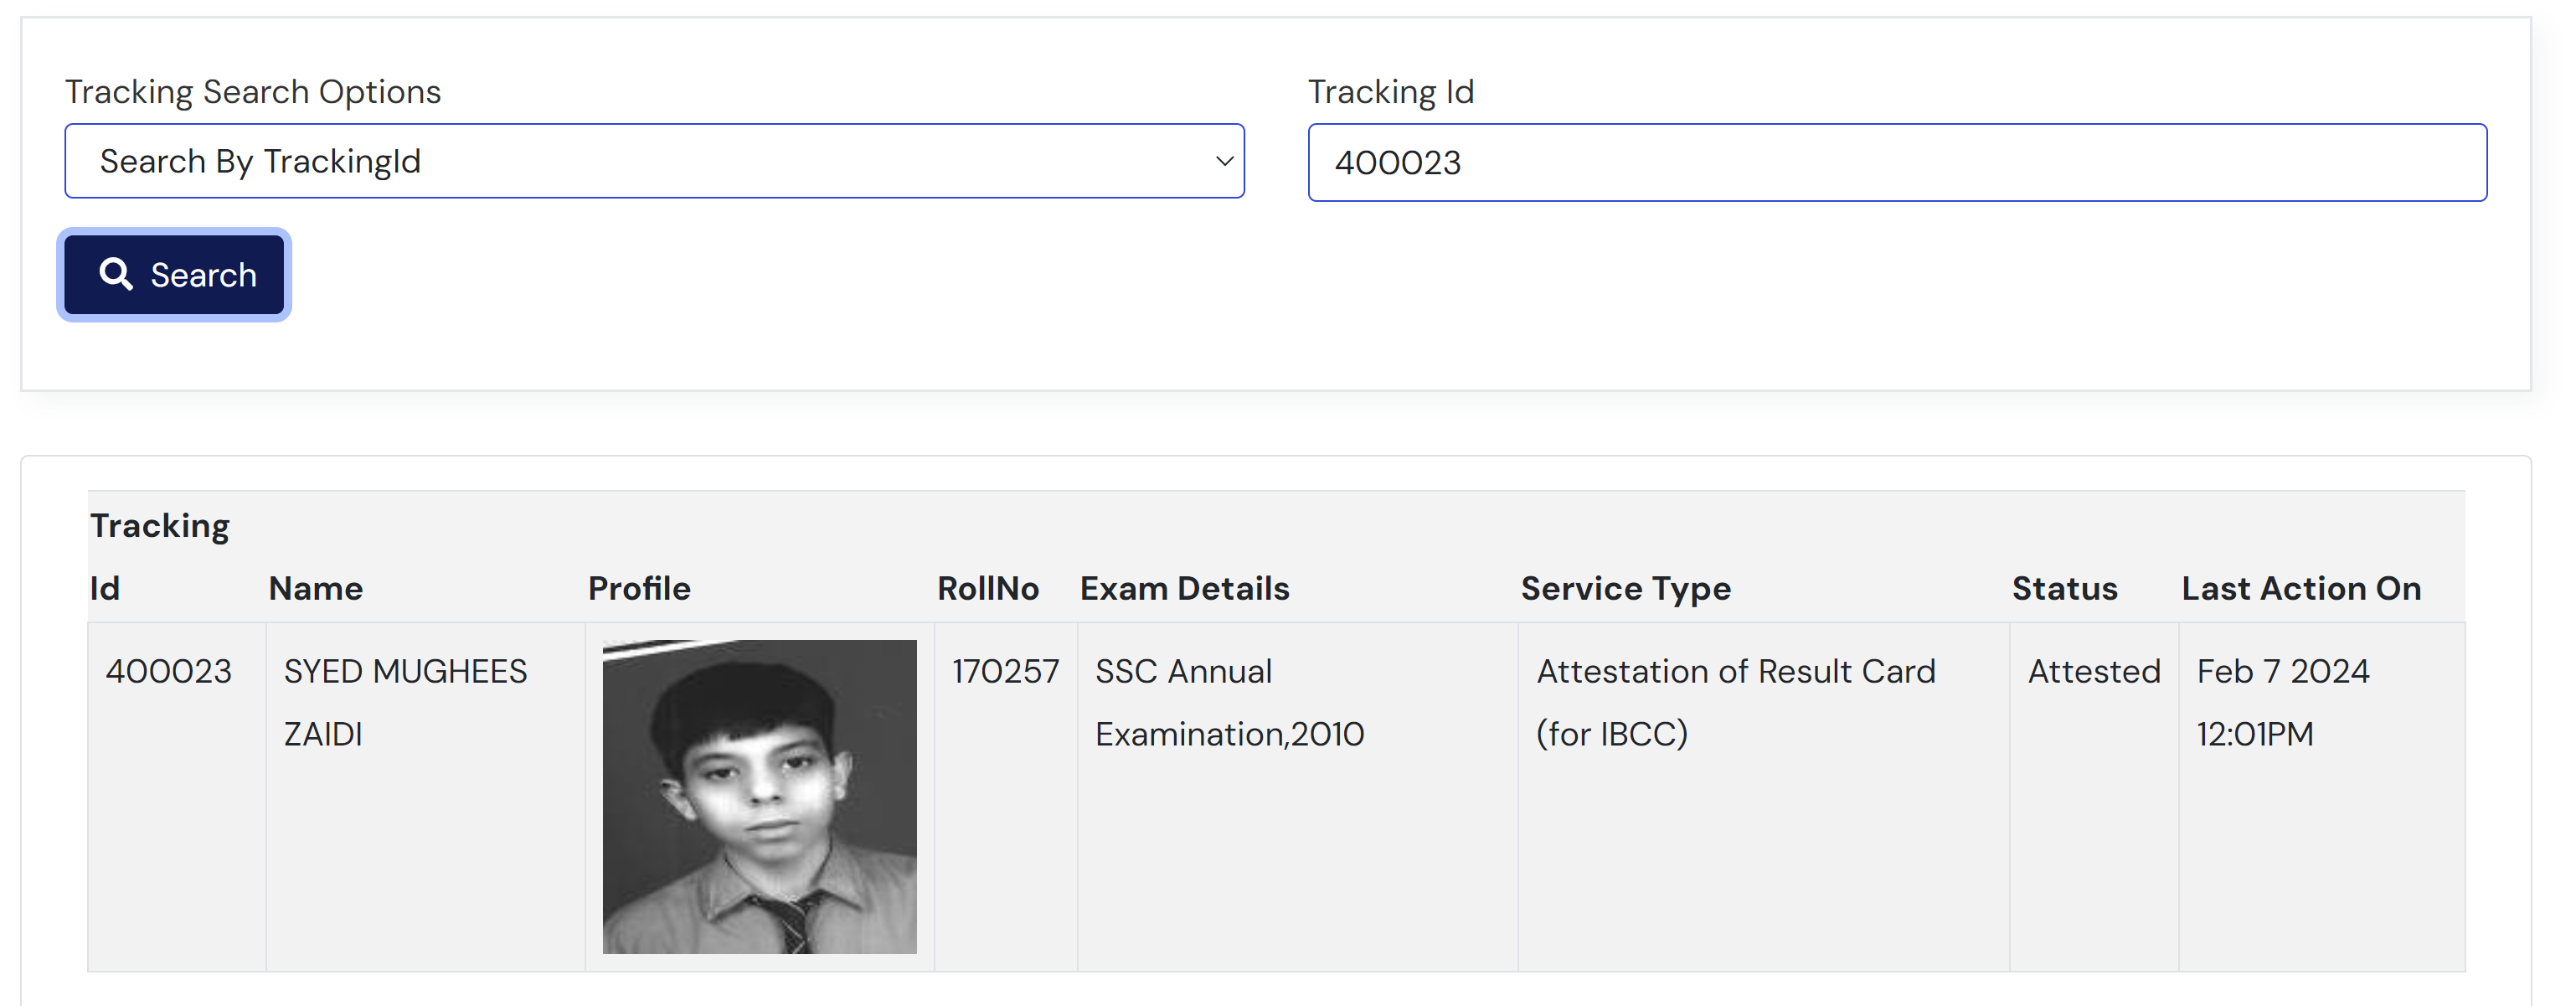 Tracking Search Options
Search By TrackingId
Tracking Id
400023
Search
Tracking
Id Name Profile RollNo Exam Details Service Type Status Last Action On
400023 SYED MUGHEES 170257 SSC Annual Attestation of Result Card Attested Feb 7 2024
ZAIDI Examination,2010 (for IBCC) 12:01PM